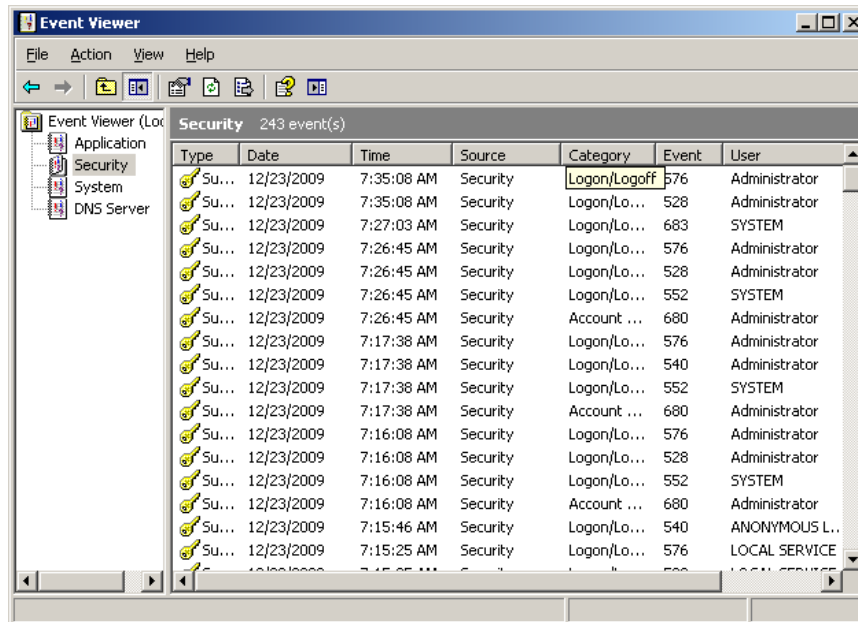 Event Viewer
File Action View Help
Event Viewer (Loc
Application
Security
System
DNS Server
Security 243 event(s)
Type Date Time Source Category Event User
Su... 12/23/2009 7:35:08 AM Security Logon/Logoff 576 Administrator
Su... 12/23/2009 7:35:08 AM Security Logon/Lo... 528 Administrator
Su... 12/23/2009 7:27:03 AM Security Logon/Lo... 683 SYSTEM
Su... 12/23/2009 7:26:45 AM Security Logon/Lo... 576 Administrator
Su... 12/23/2009 7:26:45 AM Security Logon/Lo... 528 Administrator
Su... 12/23/2009 7:26:45 AM Security Logon/Lo... 552 SYSTEM
Su... 12/23/2009 7:26:45 AM Security Account ... 680 Administrator
Su... 12/23/2009 7:17:38 AM Security Logon/Lo... 576 Administrator
Su... 12/23/2009 7:17:38 AM Security Logon/Lo... 540 Administrator
Su... 12/23/2009 7:17:38 AM Security Logon/Lo... 552 SYSTEM
Su... 12/23/2009 7:17:38 AM Security Account ... 680 Administrator
Su... 12/23/2009 7:16:08 AM Security Logon/Lo... 576 Administrator
Su... 12/23/2009 7:16:08 AM Security Logon/Lo... 528 Administrator
Su... 12/23/2009 7:16:08 AM Security Logon/Lo... 552 SYSTEM
Su... 12/23/2009 7:16:08 AM Security Account ... 680 Administrator
Su... 12/23/2009 7:15:46 AM Security Logon/Lo... 540 ANONYMOUS L...
Su... 12/23/2009 7:15:25 AM Security Logon/Lo... 576 LOCAL SERVICE